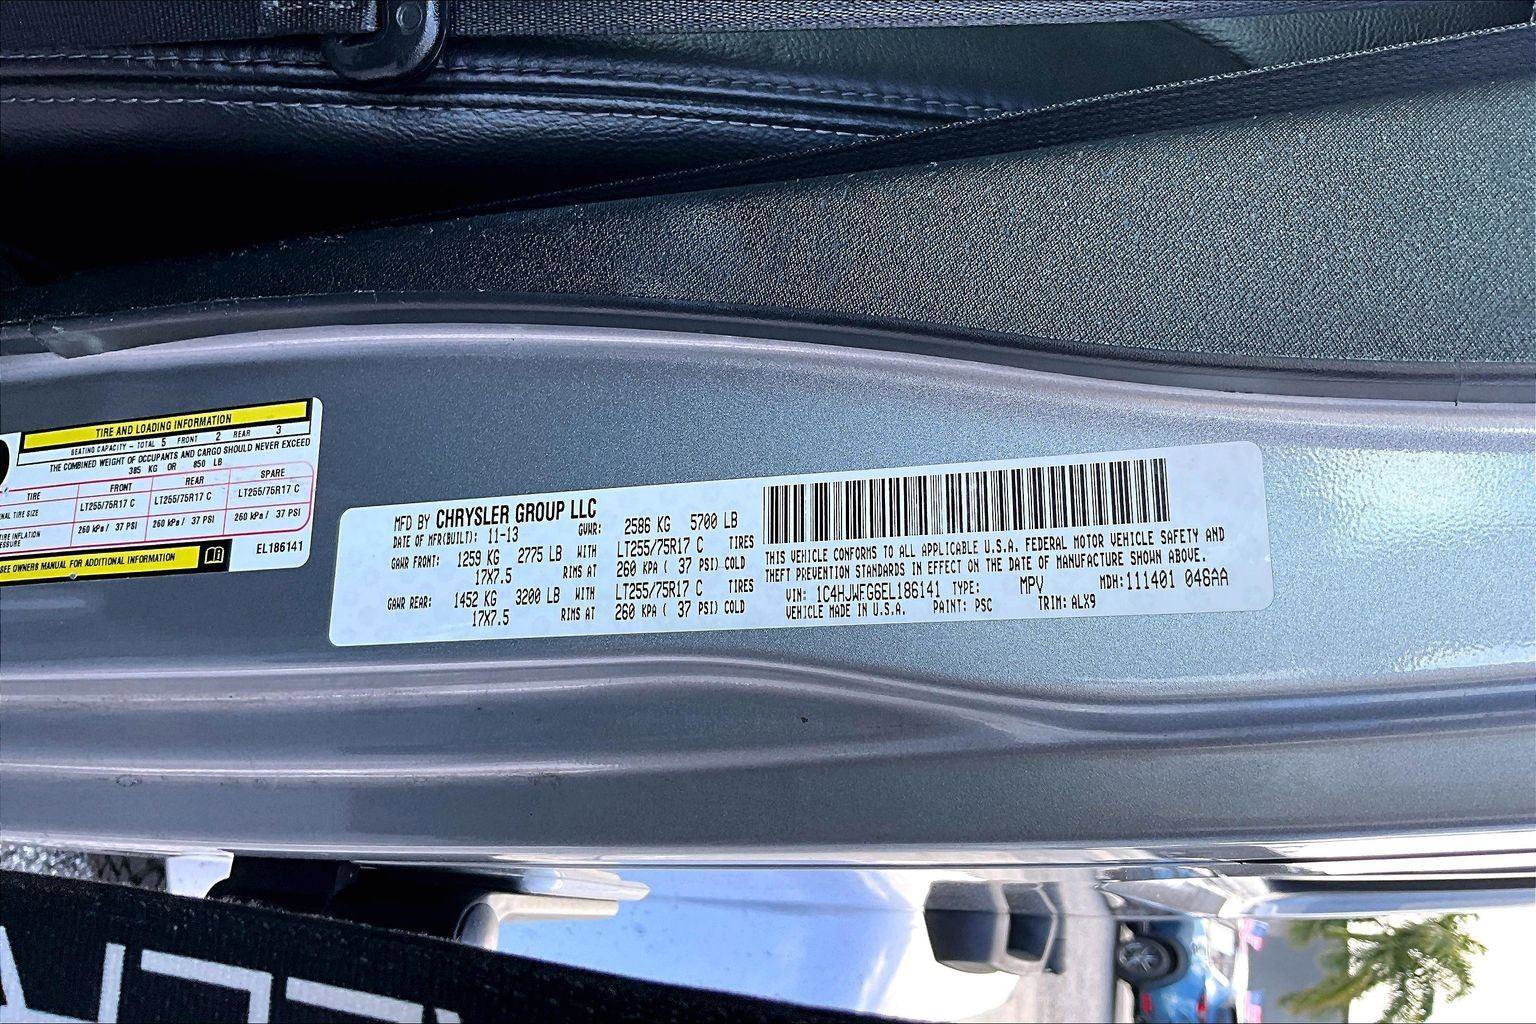 TIRE AND LOADING INFORMATION
SEATING CAPACITY - TOTAL 5 FRONT 2 REAR 3
THE COMBINED WEIGHT OF OCCUPANTS AND CARGO SHOULD NEVER EXCEED
385 KG OR 850 LB
TIRE FRONT REAR SPARE
TIRE SIZE LT255/75R17 C LT255/75R17 C LT255/75R17 C
TIRE INFLATION
260 kPa / 37 PSI 260 kPa / 37 PSI 260 kPa / 37 PSI
SEE OWNERS MANUAL FOR ADDITIONAL INFORMATION
EL186141
MFD BY CHRYSLER GROUP LLC
DATE OF MFR(BUILT): 11-13 GVWR: 2586 KG 5700 LB
GAWR FRONT: 1259 KG 2775 LB WITH LT255/75R17 C TIRES
17X7.5 RIMS AT 260 KPA ( 37 PSI) COLD
GAWR REAR: 1452 KG 3200 LB WITH LT255/75R17 C TIRES
17X7.5 RIMS AT 260 KPA ( 37 PSI) COLD
THIS VEHICLE CONFORMS TO ALL APPLICABLE U.S.A. FEDERAL MOTOR VEHICLE SAFETY AND
THEFT PREVENTION STANDARDS IN EFFECT ON THE DATE OF MANUFACTURE SHOWN ABOVE.
VIN: 1C4HJWFG6EL186141 TYPE: MPV MDH: 111401 046AA
VEHICLE MADE IN U.S.A. PAINT: PSC TRIM: ALX9